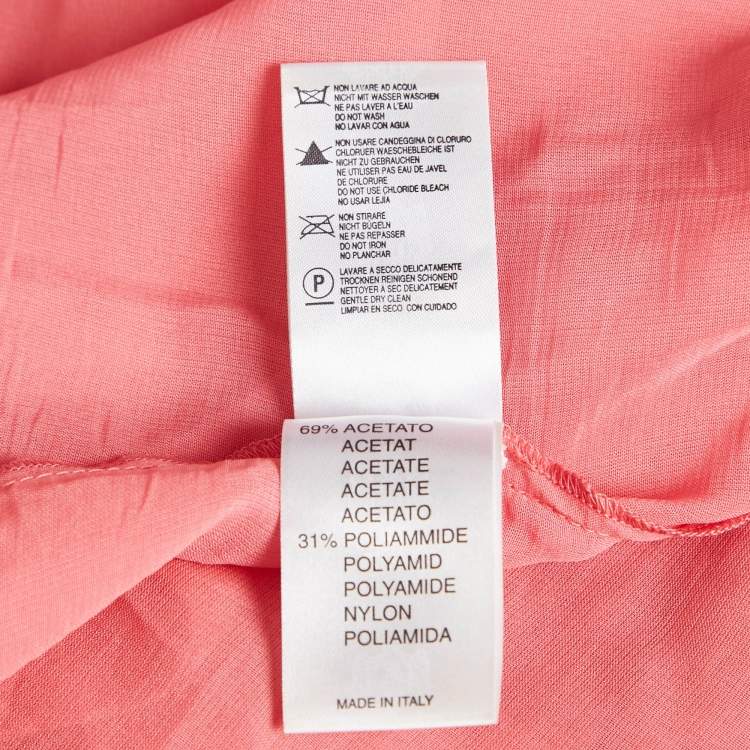 NON LAVARE AD ACQUA
NICHT MIT WASSER WASCHEN
NE PAS LAVER A L'EAU
DO NOT WASH
NO LAVAR CON AGUA
NON USARE CANDEGGINA DI CLORURO
CHLORUER WAESCHEBLEICHE IST
NICHT ZU GEBRAUCHEN
NE UTILISER PAS EAU DE JAVEL
DE CHLORURE
DO NOT USE CHLORIDE BLEACH
NO USAR LEJIA
NON STIRARE
NICHT BÜGELN
NE PAS REPASSER
DO NOT IRON
NO PLANCHAR
P
LAVARE A SECCO DELICATAMENTE
TROCKNEN REINIGEN SCHONEND
NETTOYER A SEC DELICATEMENT
GENTLE DRY CLEAN
LIMPIAR EN SECO CON CUIDADO
69% ACETATO
ACETAT
ACETATE
ACETATE
ACETATO
31% POLIAMMIDE
POLYAMID
POLYAMIDE
NYLON
POLIAMIDA
MADE IN ITALY